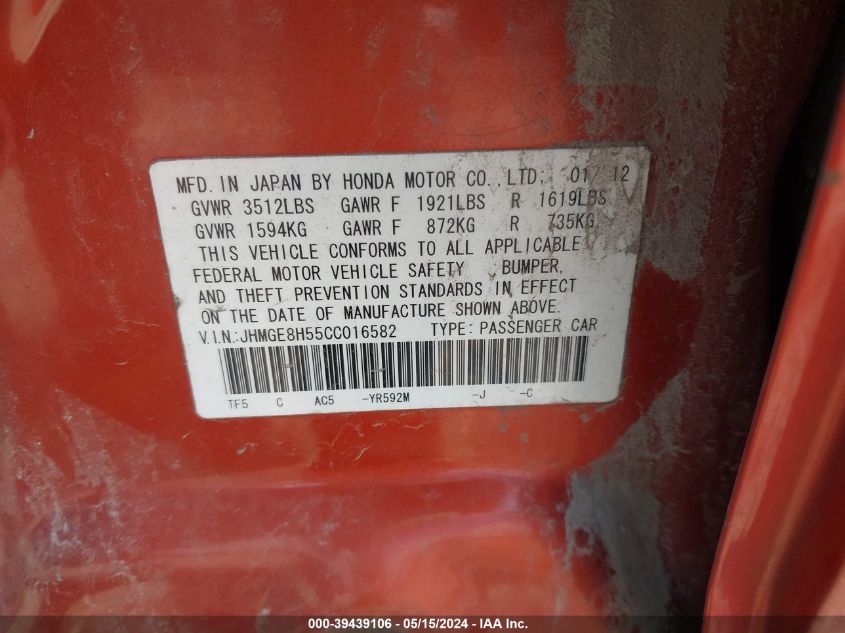 MFD. IN JAPAN BY HONDA MOTOR CO., LTD. 01/12
GVWR 3512LBS GAWR F 1921LBS R 1619LBS
GVWR 1594KG GAWR F 872KG R 735KG
THIS VEHICLE CONFORMS TO ALL APPLICABLE
FEDERAL MOTOR VEHICLE SAFETY, BUMPER,
AND THEFT PREVENTION STANDARDS IN EFFECT
ON THE DATE OF MANUFACTURE SHOWN ABOVE.
V.I.N.:JHMGE8H55CC016582 TYPE: PASSENGER CAR
TF5 C AC5 -YR592M -J -C
000-39439106 - 05/15/2024 - IAA Inc.